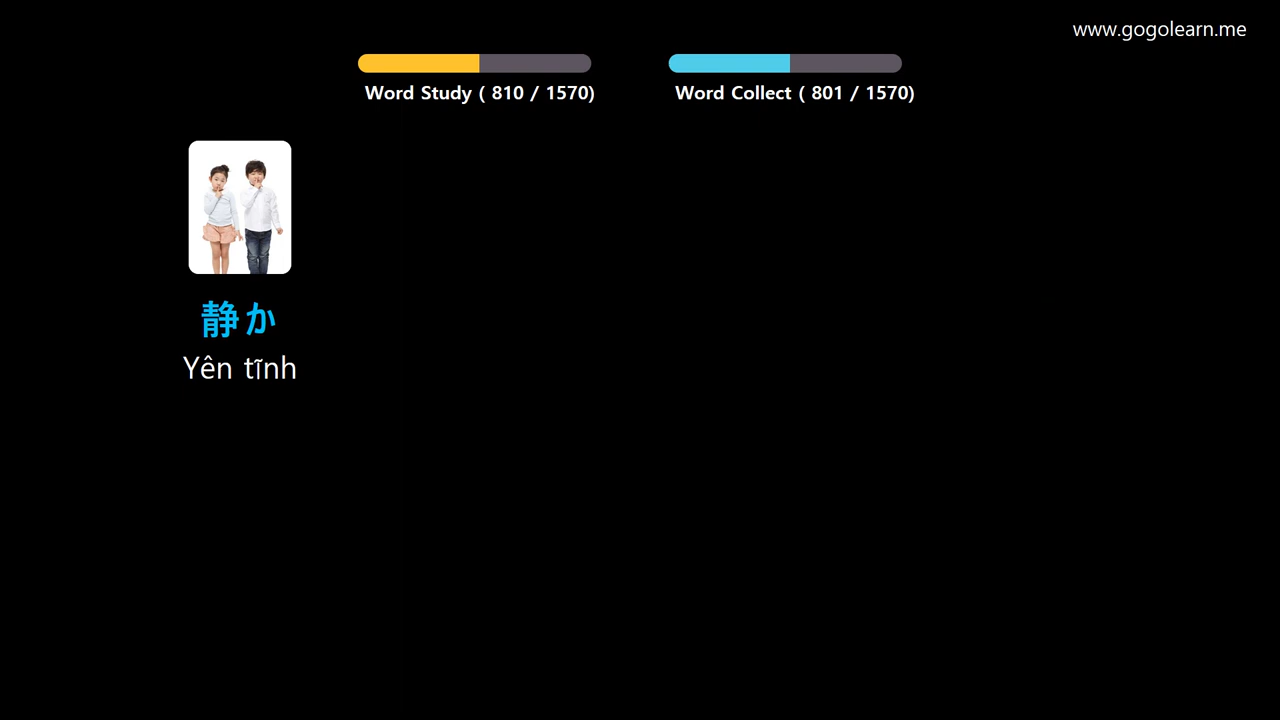 www.gogolearn.me
Word Study ( 810 / 1570)
Word Collect ( 801 / 1570)
静か
Yên tĩnh